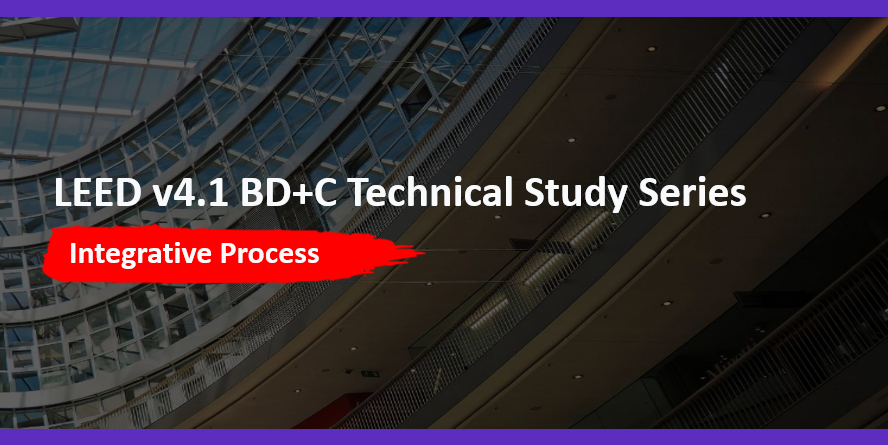 LEED v4.1 BD+C Technical Study Series
Integrative Process